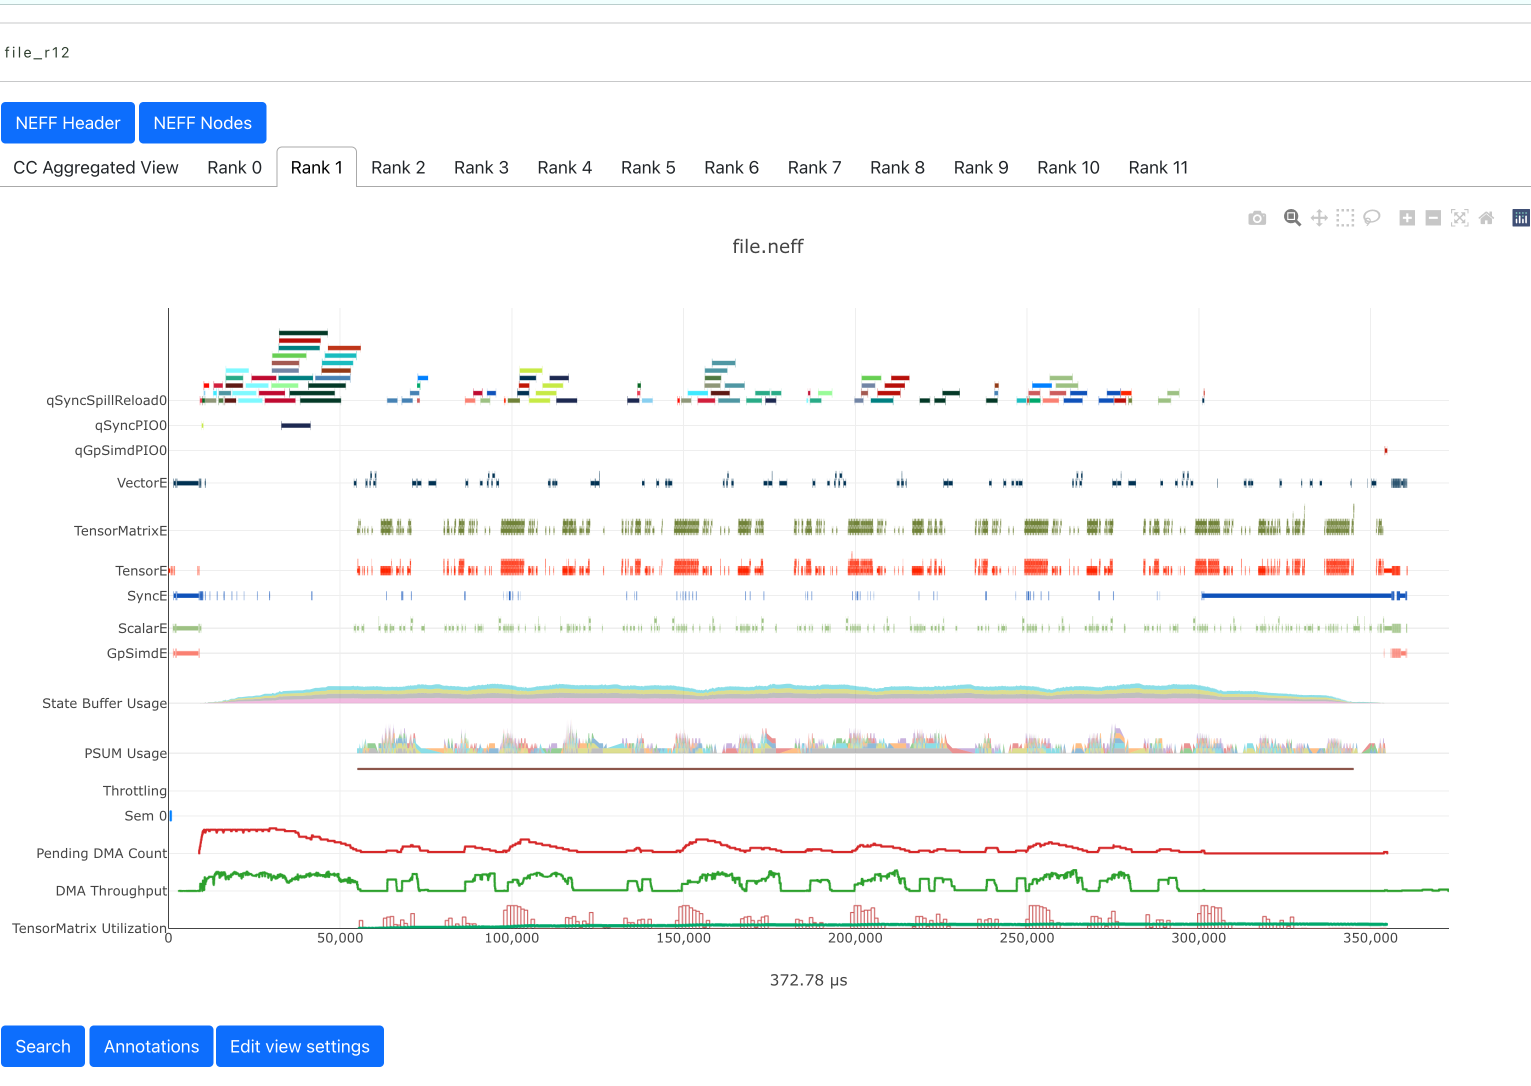 file_r12
NEFF Header NEFF Nodes
CC Aggregated View Rank 0 Rank 1 Rank 2 Rank 3 Rank 4 Rank 5 Rank 6 Rank 7 Rank 8 Rank 9 Rank 10 Rank 11
file.neff
qSyncSpillReload0
qSyncPIO0
qGpSimdPIO0
VectorE
TensorMatrixE
TensorE
SyncE
ScalarE
GpSimdE
State Buffer Usage
PSUM Usage
Throttling
Sem 0
Pending DMA Count
DMA Throughput
TensorMatrix Utilization
0 50,000 100,000 150,000 200,000 250,000 300,000 350,000
372.78 µs
Search Annotations Edit view settings